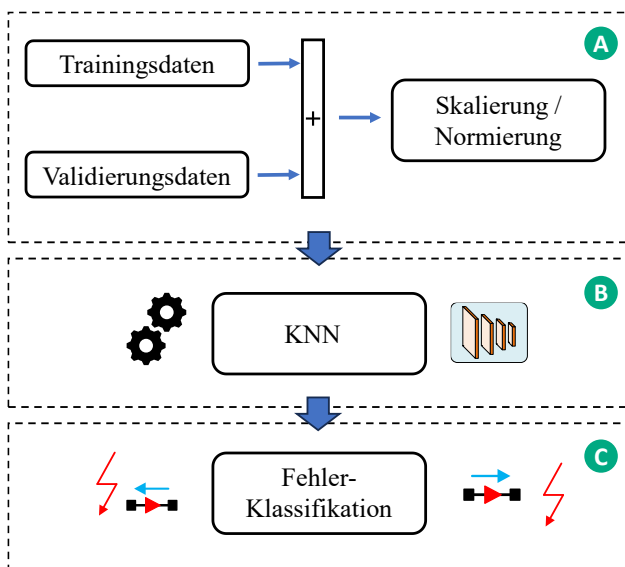 A
Trainingsdaten
+
Skalierung /
Normierung
Validierungsdaten
B
KNN
C
Fehler-
Klassifikation